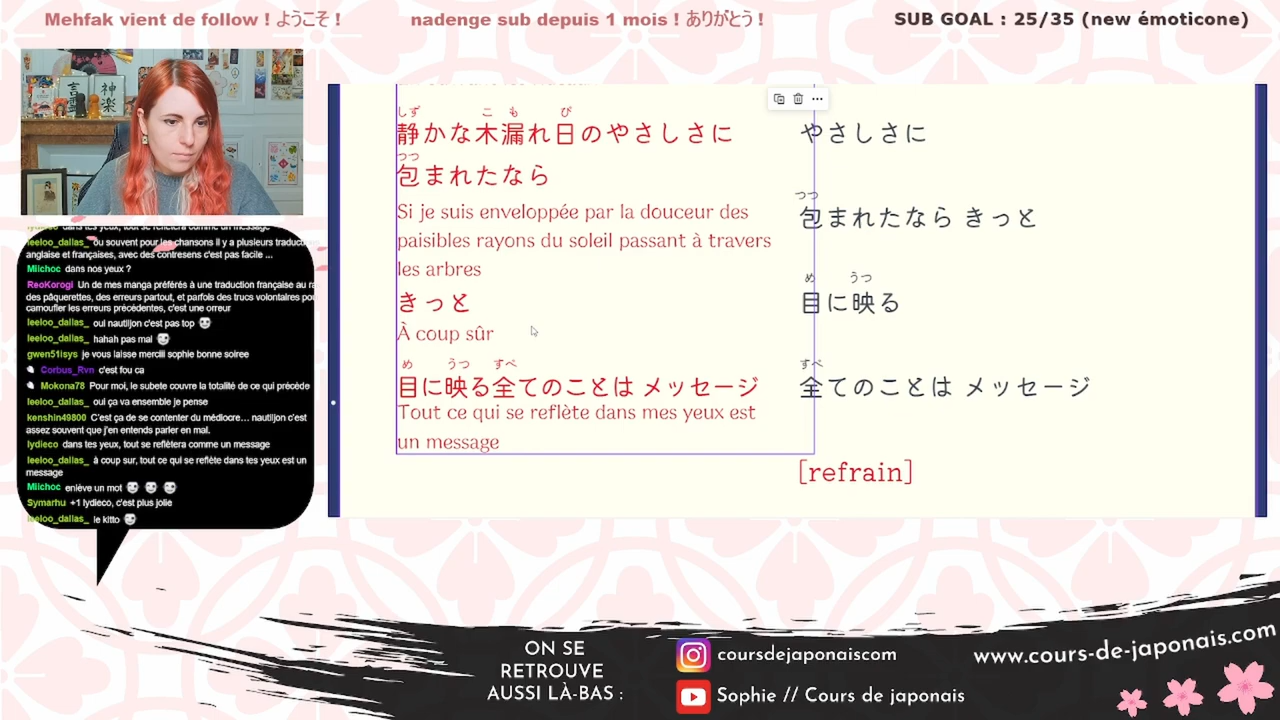 Mehfak vient de follow ! ようこそ !
nadenge sub depuis 1 mois ! ありがとう !
SUB GOAL : 25/35 (new émoticone)
言
神楽
leeloo_dallas_ ou souvent pour les chansons il y a plusieurs traduction
anglaise et françaises, avec des contresens c'est pas facile ...
Miichoc dans nos yeux ?
ReoKorogi Un de mes manga préférés à une traduction française au ra
des pâquerettes, des erreurs partout, et parfois des trucs volontaires pou
camoufler les erreurs précédentes, c'est une erreur
leeloo_dallas_ oui nautiljon c'est pas top
leeloo_dallas_ hahah pas mal
gwen51isys je vous laisse merciii sophie bonne soiree
Corbus_Rvn c'est fou ca
Mokona78 Pour moi, le subete couvre la totalité de ce qui précède
leeloo_dallas_ oui ça va ensemble je pense
kenshin49800 C'est ça de se contenter du médiocre... nautiljon c'est
assez souvent que j'en entends parler en mal.
lydieco dans tes yeux, tout se reflètera comme un message
leeloo_dallas_ à coup sur, tout ce qui se reflète dans tes yeux est un
message
Miichoc enlève un mot
Symarhu +1 lydieco, c'est plus jolie
leeloo_dallas_ le kitto
しず こ も び
静かな木漏れ日のやさしさに
つつ
包まれたなら
Si je suis enveloppée par la douceur des
paisibles rayons du soleil passant à travers
les arbres
きっと
À coup sûr
め うつ すべ
目に映る全てのことは メッセージ
Tout ce qui se reflète dans mes yeux est
un message
やさしさに
つつ
包まれたなら きっと
め うつ
目に映る
すべ
全てのことは メッセージ
[refrain]
ON SE
RETROUVE
AUSSI LÀ-BAS :
coursdejaponaiscom
Sophie // Cours de japonais
www.cours-de-japonais.com